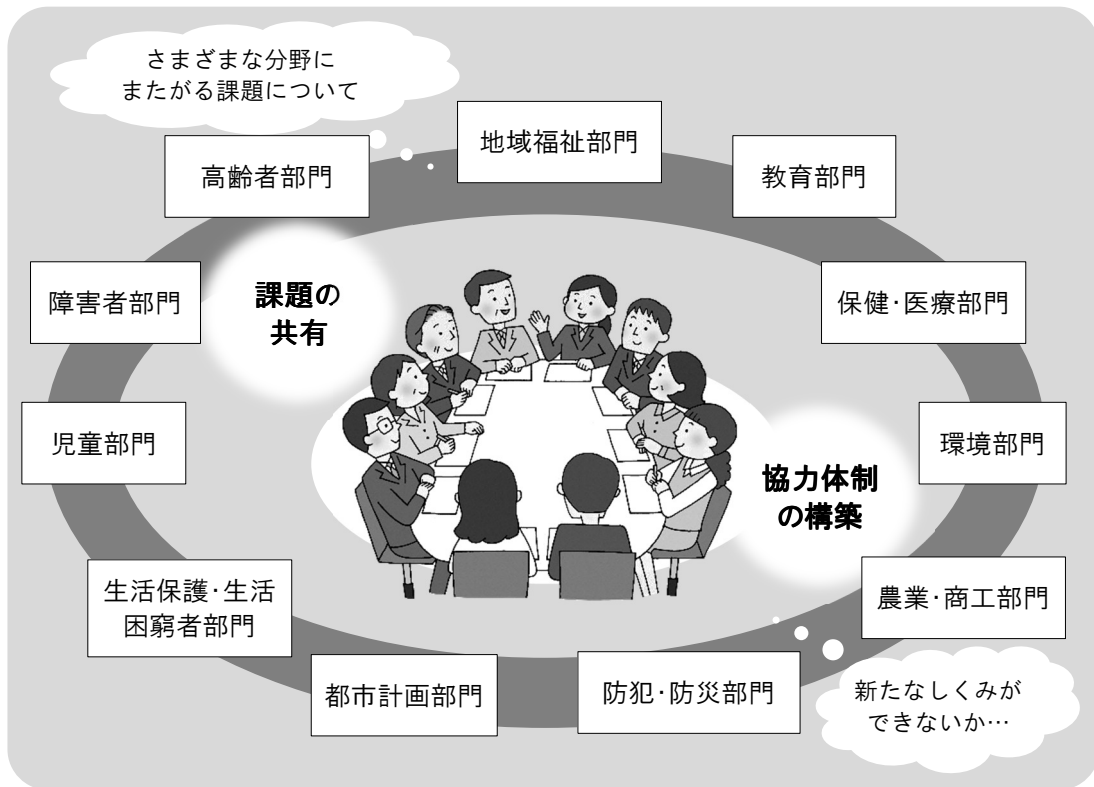 さまざまな分野に
またがる課題について
地域福祉部門
高齢者部門
教育部門
障害者部門
課題の
共有
保健・医療部門
児童部門
環境部門
協力体制
の構築
生活保護・生活
困窮者部門
農業・商工部門
都市計画部門
防犯・防災部門
新たなしくみが
できないか…